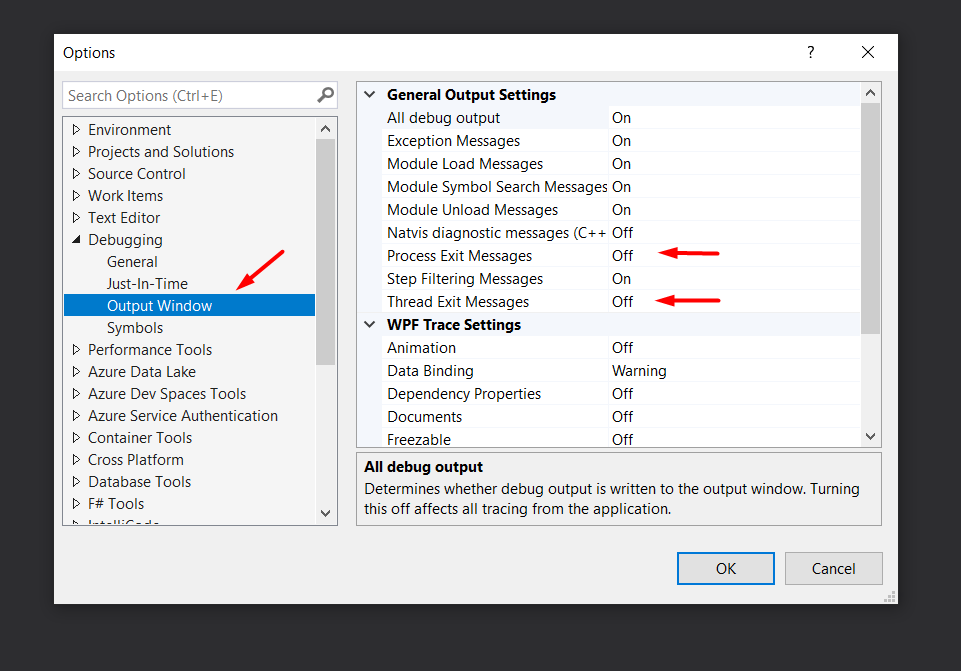 Options
?
Search Options (Ctrl+E)
Environment
Projects and Solutions
Source Control
Work Items
Text Editor
Debugging
General
Just-In-Time
Output Window
Symbols
Performance Tools
Azure Data Lake
Azure Dev Spaces Tools
Azure Service Authentication
Container Tools
Cross Platform
Database Tools
F# Tools
IntelliCode
General Output Settings
All debug output On
Exception Messages On
Module Load Messages On
Module Symbol Search Messages On
Module Unload Messages On
Natvis diagnostic messages (C++ Off
Process Exit Messages Off
Step Filtering Messages On
Thread Exit Messages Off
WPF Trace Settings
Animation Off
Data Binding Warning
Dependency Properties Off
Documents Off
Freezable Off
All debug output
Determines whether debug output is written to the output window. Turning
this off affects all tracing from the application.
OK Cancel